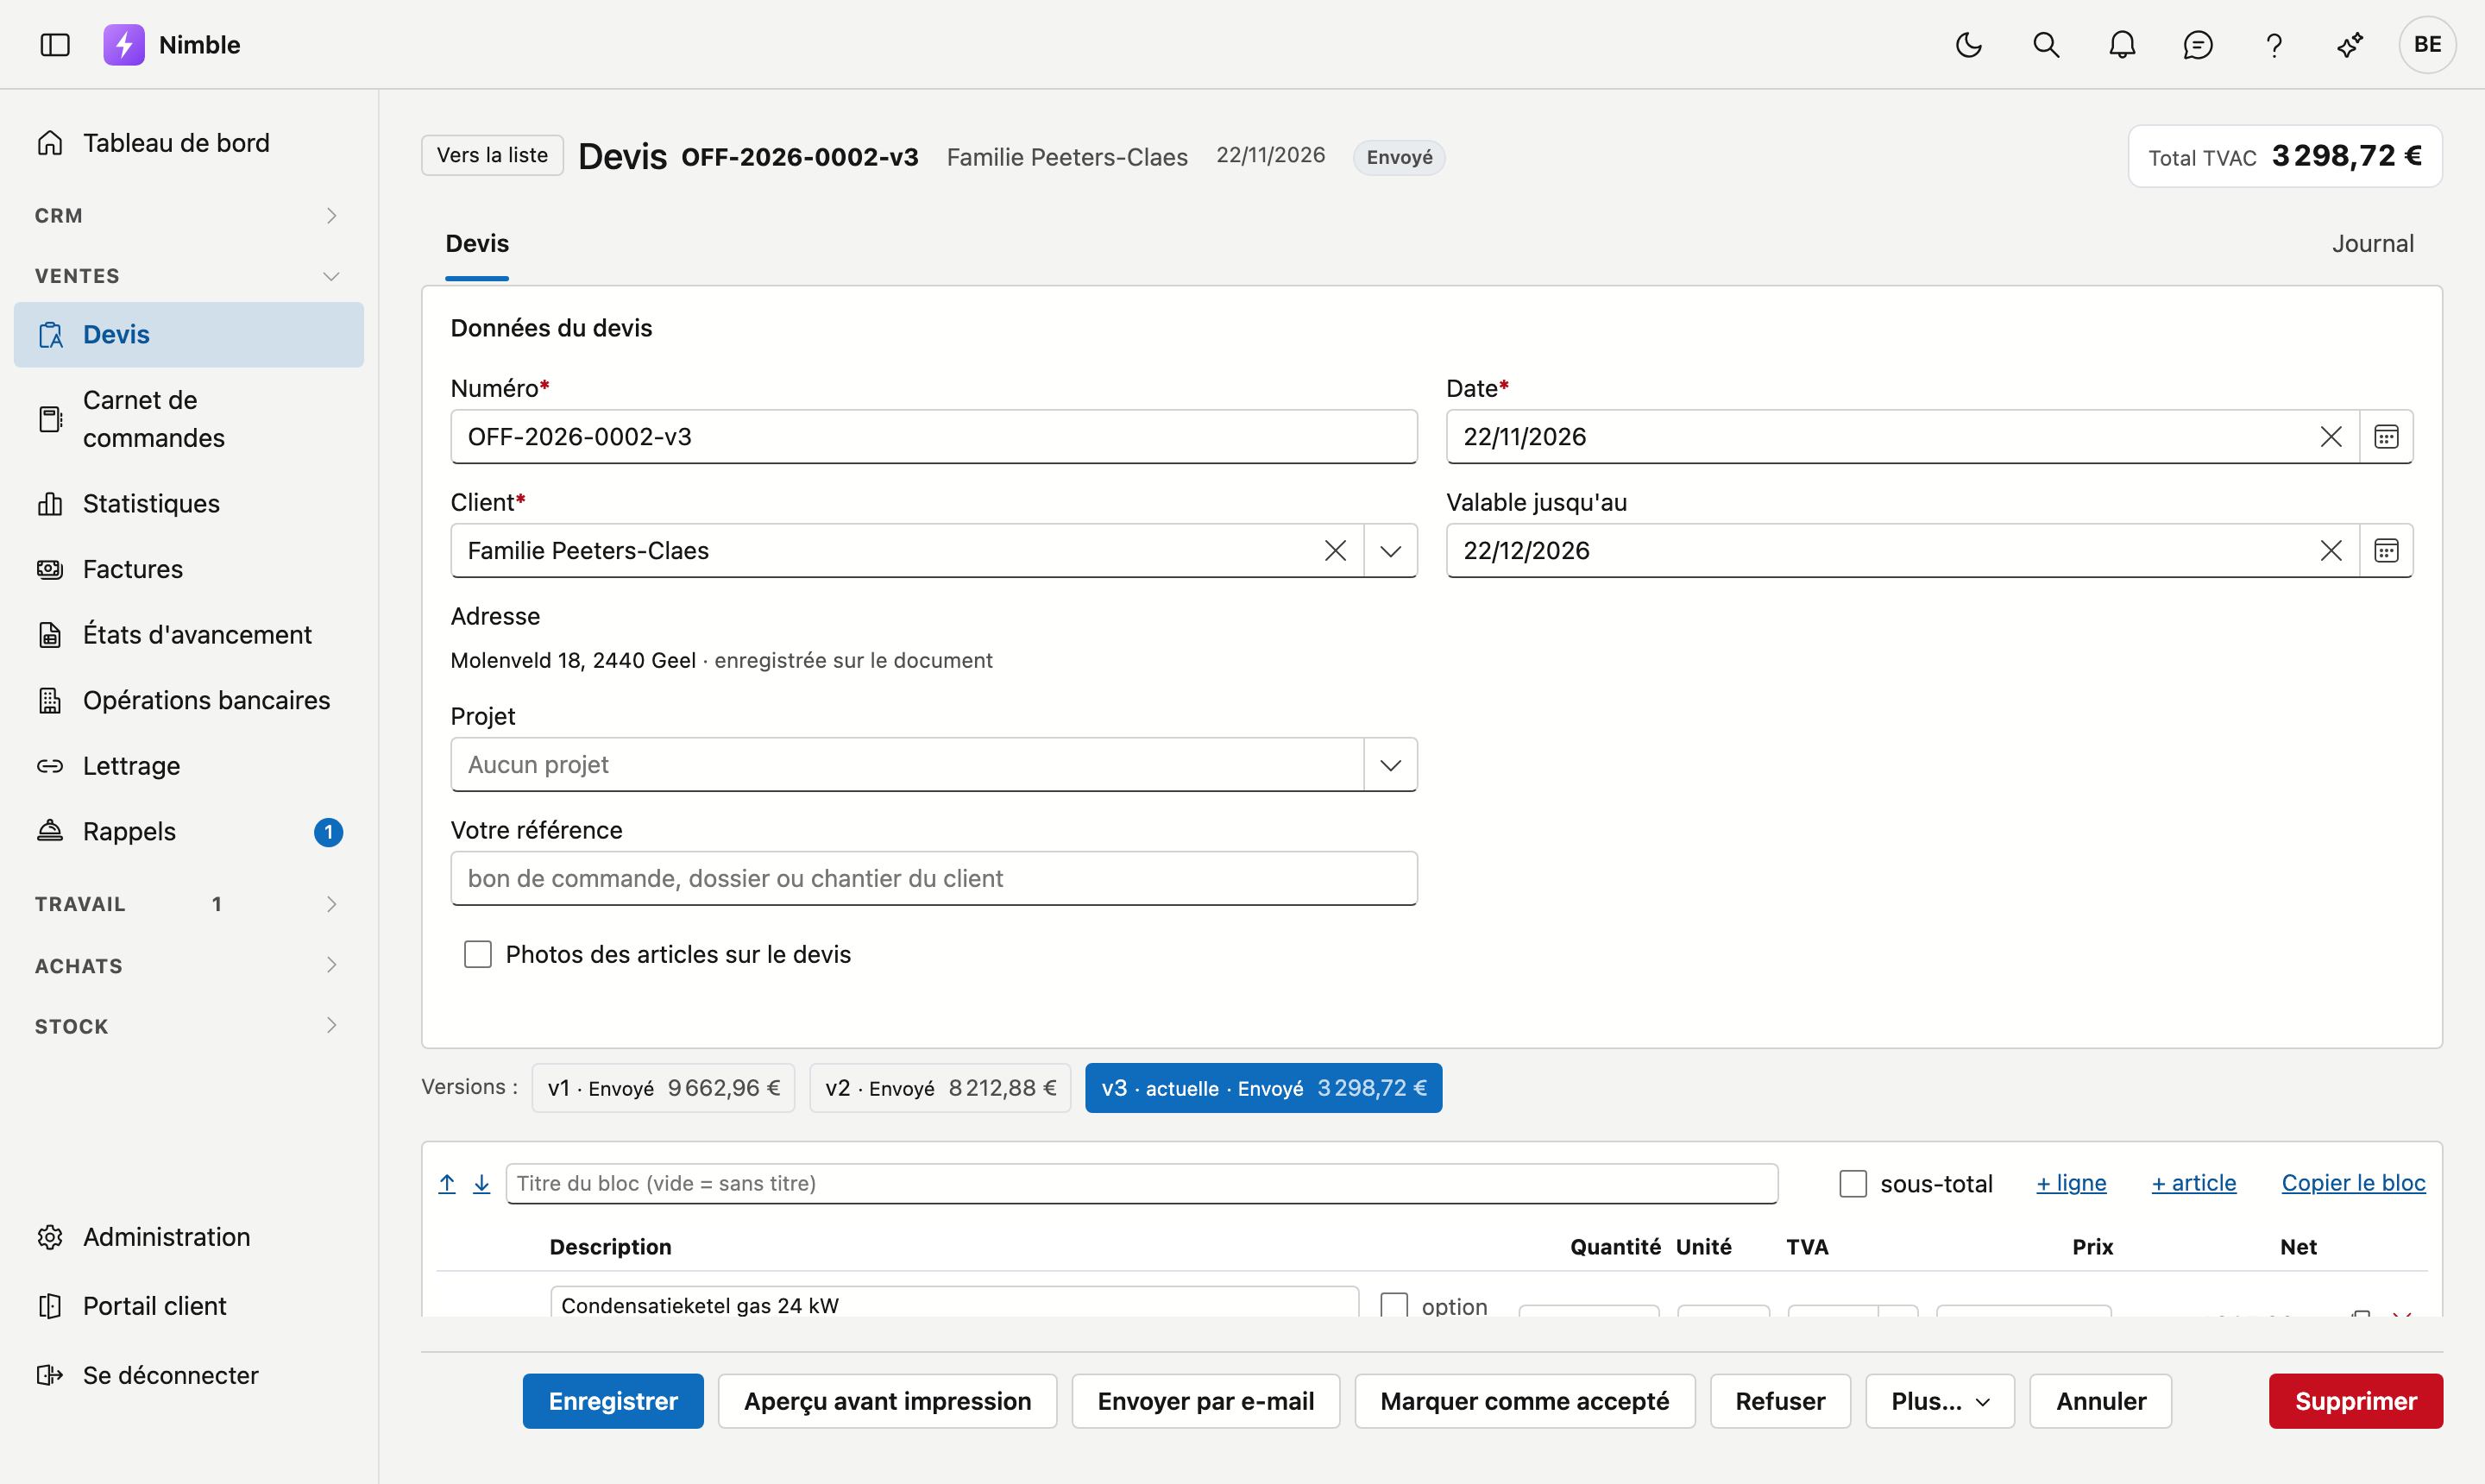 Nimble
BE
Tableau de bord
CRM
VENTES
Devis
Carnet de
commandes
Statistiques
Factures
États d'avancement
Opérations bancaires
Lettrage
Rappels 1
TRAVAIL 1
ACHATS
STOCK
Administration
Portail client
Se déconnecter
Vers la liste Devis OFF-2026-0002-v3 Familie Peeters-Claes 22/11/2026 Envoyé Total TVAC 3 298,72 €
Devis Journal
Données du devis
Numéro* Date*
OFF-2026-0002-v3 22/11/2026
Client* Valable jusqu'au
Familie Peeters-Claes 22/12/2026
Adresse
Molenveld 18, 2440 Geel · enregistrée sur le document
Projet
Aucun projet
Votre référence
bon de commande, dossier ou chantier du client
Photos des articles sur le devis
Versions : v1 · Envoyé 9 662,96 € v2 · Envoyé 8 212,88 € v3 · actuelle · Envoyé 3 298,72 €
Titre du bloc (vide = sans titre) sous-total + ligne + article Copier le bloc
Description Quantité Unité TVA Prix Net
Condensatieketel gas 24 kW option
Enregistrer Aperçu avant impression Envoyer par e-mail Marquer comme accepté Refuser Plus... Annuler Supprimer